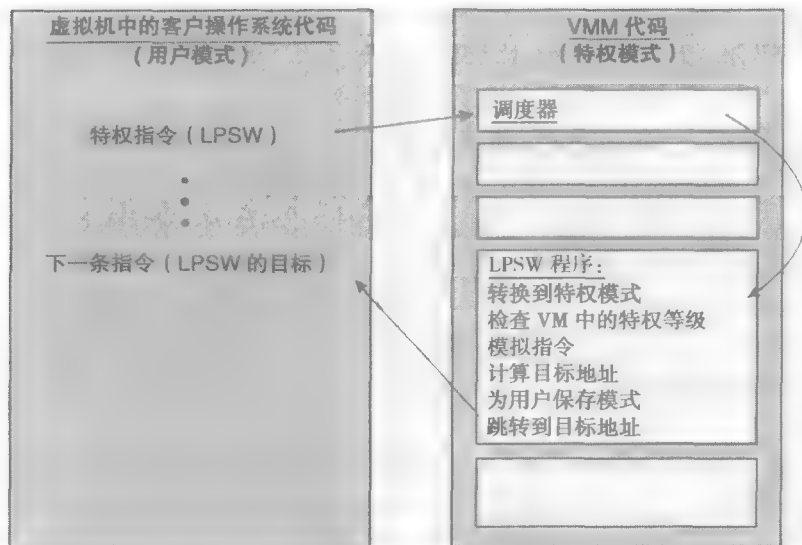 虚拟机中的客户操作系统代码
(用户模式)
特权指令(LPSW)
下一条指令(LPSW 的目标)
VMM 代码
(特权模式)
调度器
LPSW 程序:
转换到特权模式
检查 VM 中的特权等级
模拟指令
计算目标地址
为用户保存模式
跳转到目标地址